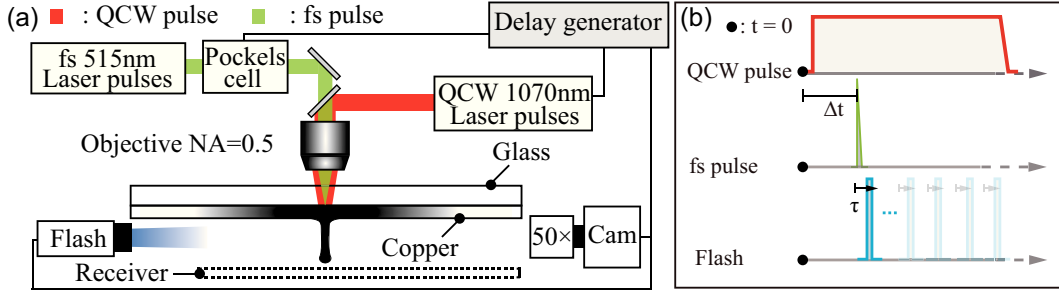 (a)
: QCW pulse
: fs pulse
Delay generator
fs 515nm
Laser pulses
Pockels
cell
QCW 1070nm
Laser pulses
Objective NA=0.5
Glass
Flash
Copper
50×
Cam
Receiver
(b)
: t = 0
QCW pulse
Δt
fs pulse
τ
...
Flash